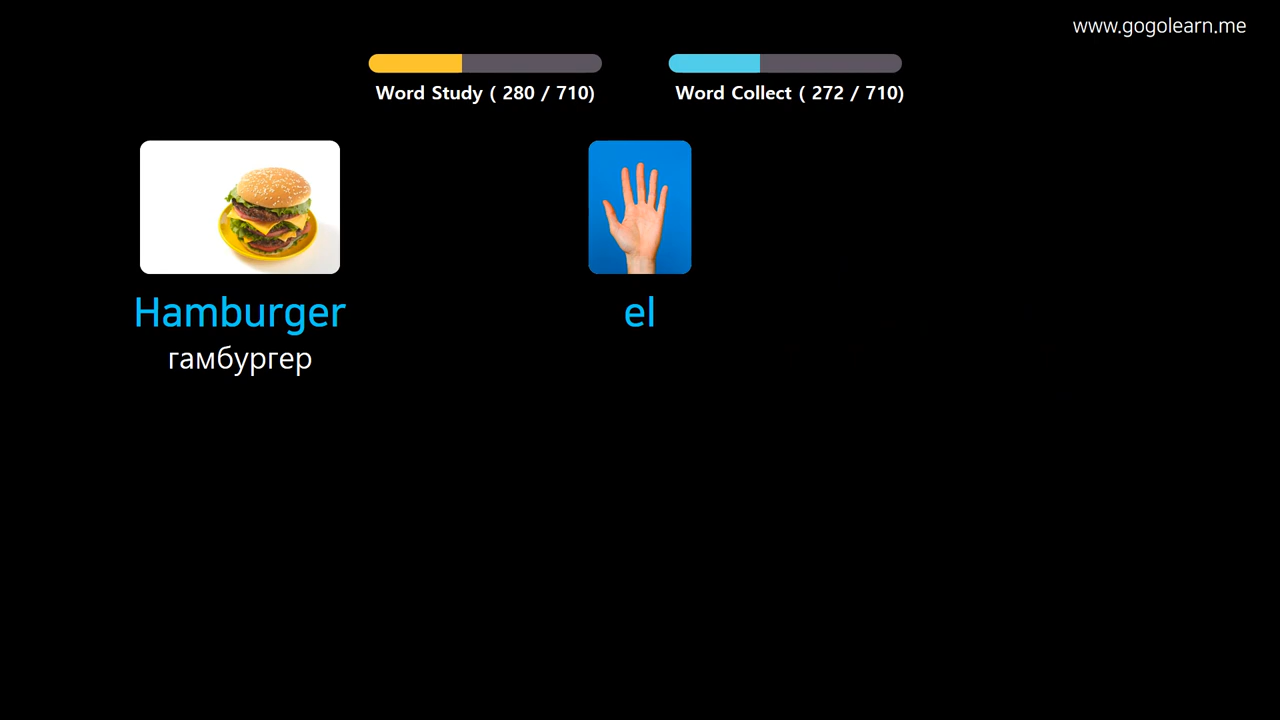 www.gogolearn.me
Word Study ( 280 / 710)
Word Collect ( 272 / 710)
Hamburger
el
гамбургер